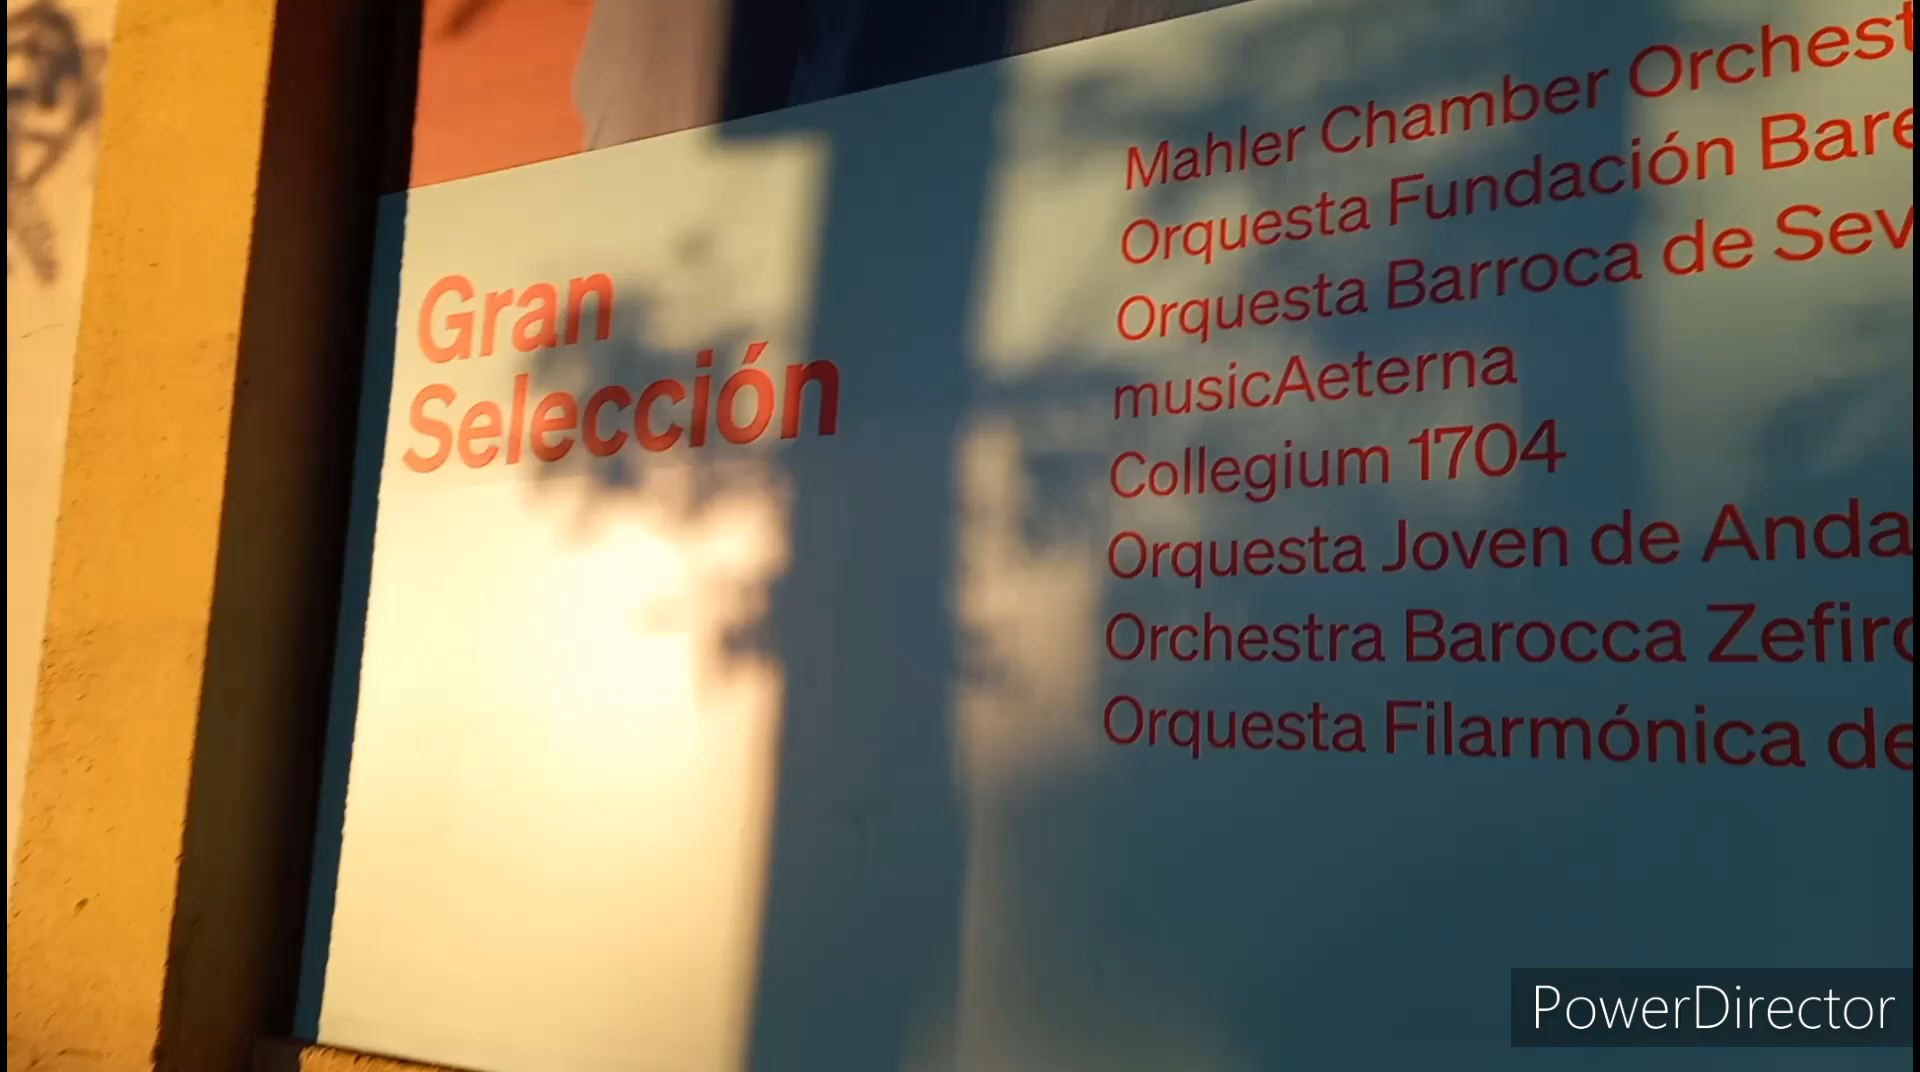 Gran
Selección
Mahler Chamber Orchest
Orquesta Fundación Bare
Orquesta Barroca de Sev
musicAeterna
Collegium 1704
Orquesta Joven de Anda
Orchestra Barocca Zefiro
Orquesta Filarmónica de
PowerDirector